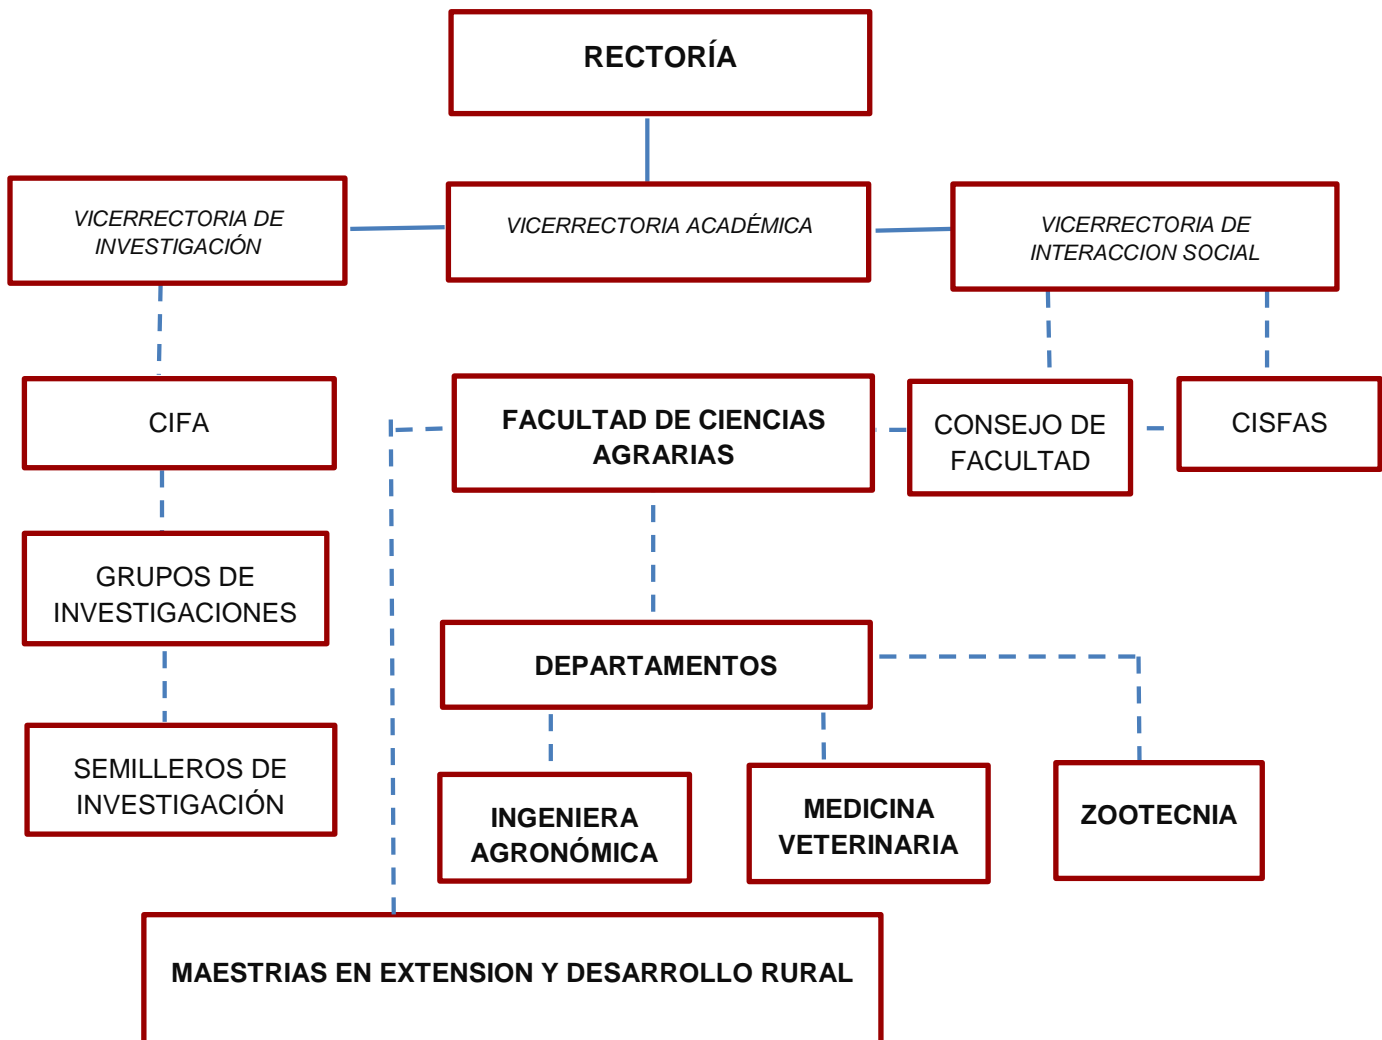 RECTORÍA
VICERRECTORIA DE
INVESTIGACIÓN
VICERRECTORIA ACADÉMICA
VICERRECTORIA DE
INTERACCION SOCIAL
CIFA
FACULTAD DE CIENCIAS
AGRARIAS
CONSEJO DE
FACULTAD
CISFAS
GRUPOS DE
INVESTIGACIONES
DEPARTAMENTOS
SEMILLEROS DE
INVESTIGACIÓN
INGENIERA
AGRONÓMICA
MEDICINA
VETERINARIA
ZOOTECNIA
MAESTRIAS EN EXTENSION Y DESARROLLO RURAL